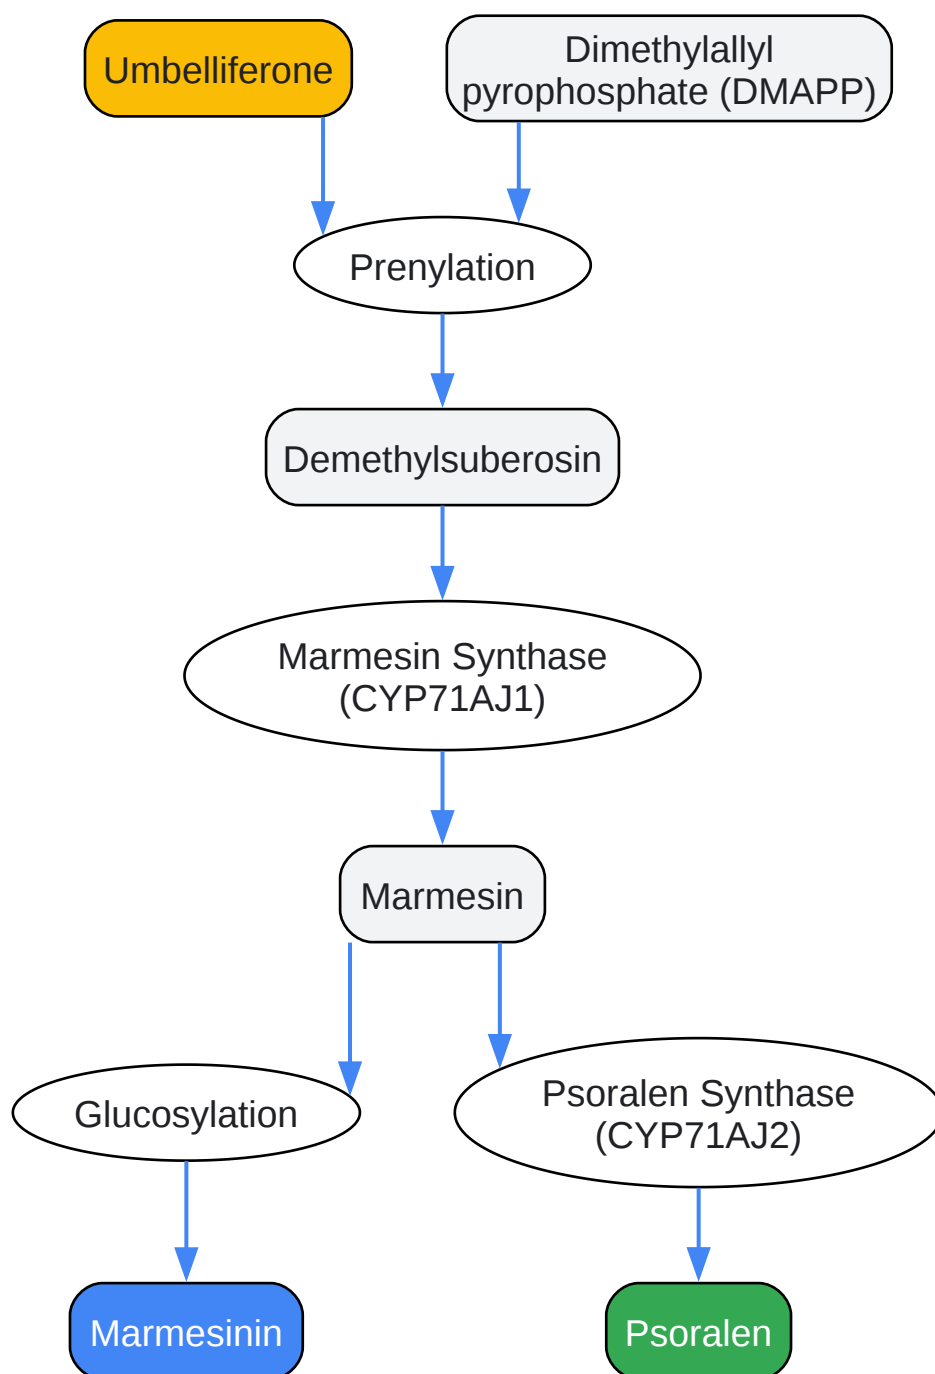 Umbelliferone
Dimethylallyl
pyrophosphate (DMAPP)
Prenylation
Demethylsuberosin
Marmesin Synthase
(CYP71AJ1)
Marmesin
Glucosylation
Psoralen Synthase
(CYP71AJ2)
Marmesinin
Psoralen